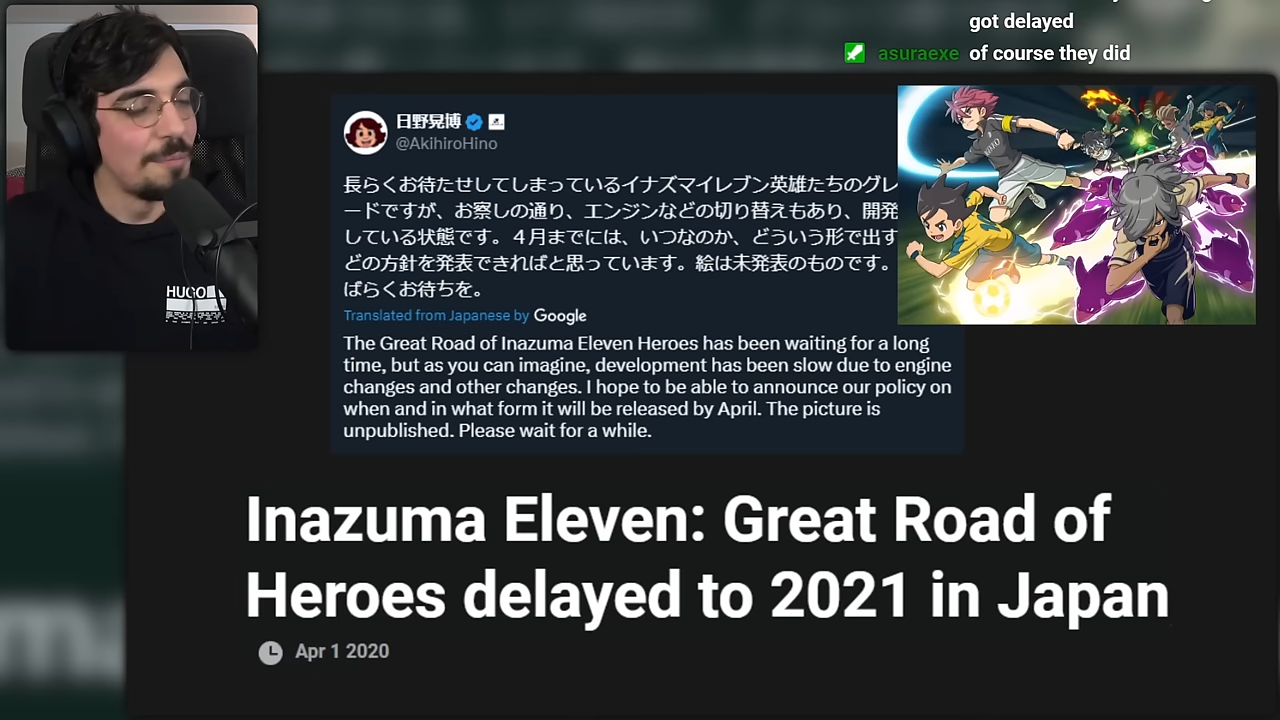 got delayed
asuraexe of course they did
日野晃博
@AkihiroHino
長らくお待たせしてしまっているイナズマイレブン英雄たちのグレ
ードですが、お察しの通り、エンジンなどの切り替えもあり、開発
している状態です。４月までには、いつなのか、どういう形で出す
どの方針を発表できればと思っています。絵は未発表のものです。
ばらくお待ちを。
Translated from Japanese by Google
The Great Road of Inazuma Eleven Heroes has been waiting for a long
time, but as you can imagine, development has been slow due to engine
changes and other changes. I hope to be able to announce our policy on
when and in what form it will be released by April. The picture is
unpublished. Please wait for a while.
HUGO
Inazuma Eleven: Great Road of
Heroes delayed to 2021 in Japan
Apr 1 2020